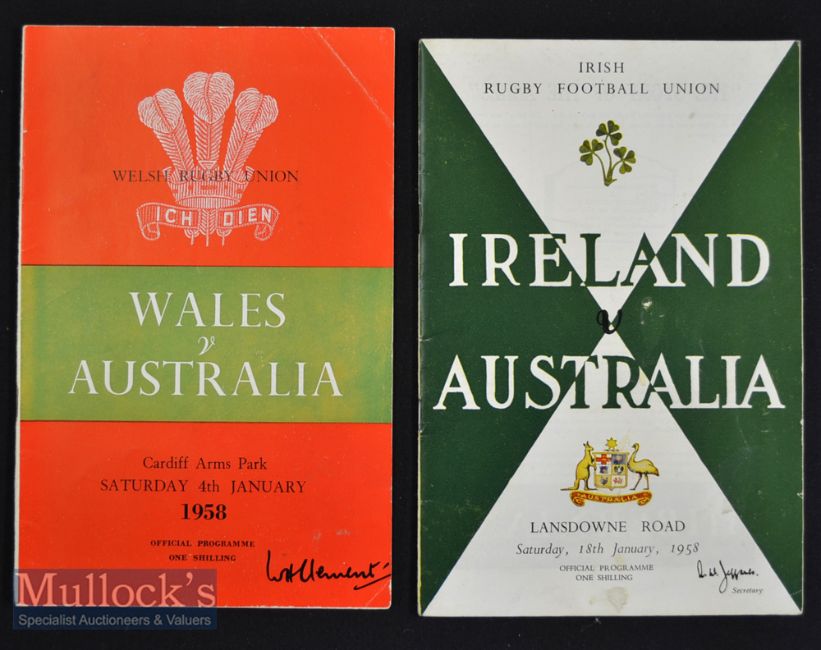 WELSH RUGBY UNION
ICH DIEN
WALES
v
AUSTRALIA
Cardiff Arms Park
SATURDAY 4th JANUARY
1958
OFFICIAL PROGRAMME
ONE SHILLING
W H Clement
IRISH
RUGBY FOOTBALL UNION
IRELAND
v
AUSTRALIA
AUSTRALIA
LANSDOWNE ROAD
Saturday, 18th January, 1958
OFFICIAL PROGRAMME
ONE SHILLING
Secretary
Mullock's
Specialist Auctioneers & Valuers